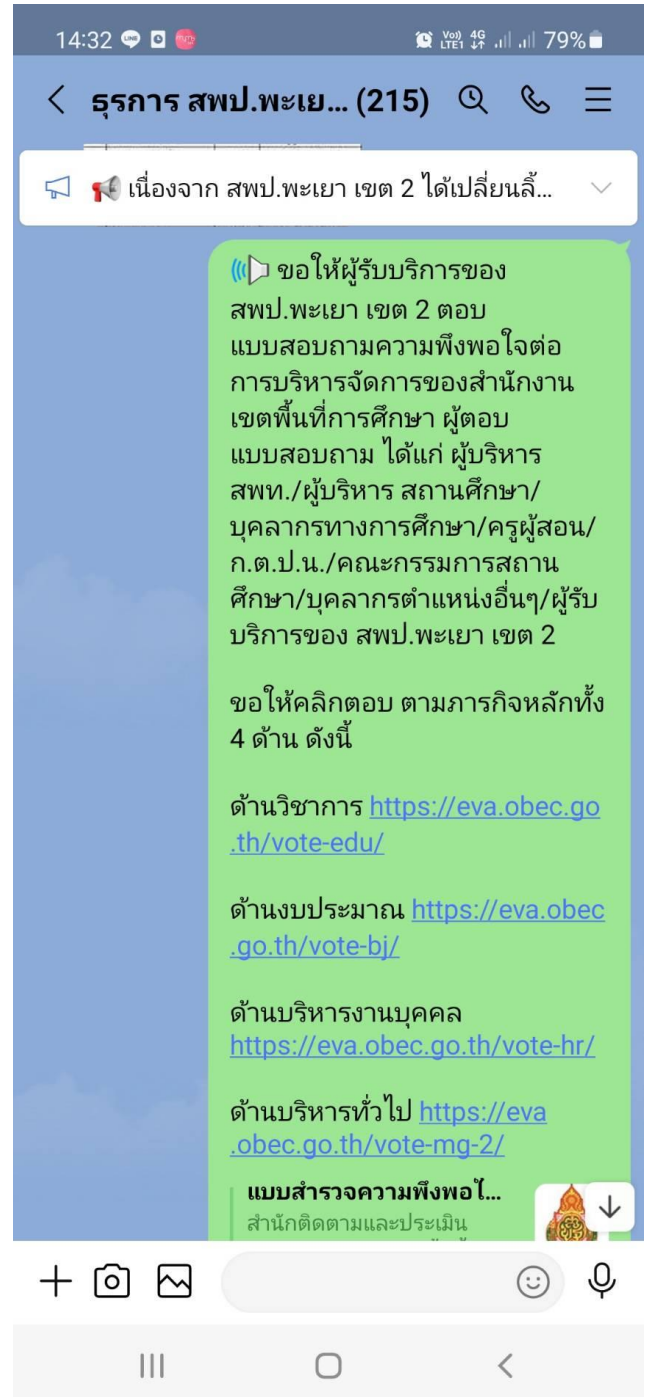 14:32
Vo)) 4G 79%
LTE1
ธุรการ สพป.พะเย... (215)
เนื่องจาก สพป.พะเยา เขต 2 ได้เปลี่ยนลิ้...
ขอให้ผู้รับบริการของ
สพป.พะเยา เขต 2 ตอบ
แบบสอบถามความพึงพอใจต่อ
การบริหารจัดการของสำนักงาน
เขตพื้นที่การศึกษา ผู้ตอบ
แบบสอบถาม ได้แก่ ผู้บริหาร
สพท./ผู้บริหาร สถานศึกษา/
บุคลากรทางการศึกษา/ครูผู้สอน/
ก.ต.ป.น./คณะกรรมการสถาน
ศึกษา/บุคลากรตำแหน่งอื่นๆ/ผู้รับ
บริการของ สพป.พะเยา เขต 2
ขอให้คลิกตอบ ตามภารกิจหลักทั้ง
4 ด้าน ดังนี้
ด้านวิชาการ https://eva.obec.go
.th/vote-edu/
ด้านงบประมาณ https://eva.obec
.go.th/vote-bj/
ด้านบริหารงานบุคคล
https://eva.obec.go.th/vote-hr/
ด้านบริหารทั่วไป https://eva
.obec.go.th/vote-mg-2/
แบบสำรวจความพึงพอใ...
สำนักติดตามและประเมิน